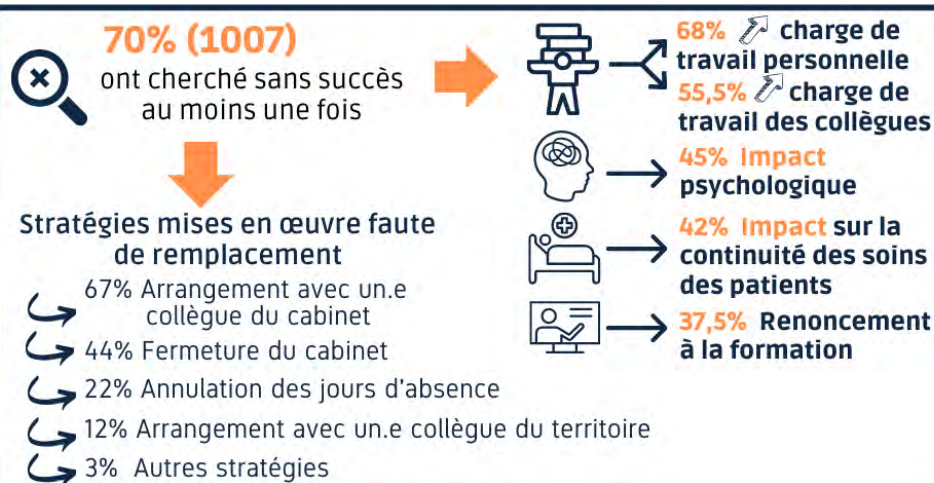 70% (1007)
ont cherché sans succès
au moins une fois
68% charge de
travail personnelle
55,5% charge de
travail des collègues
45% Impact
psychologique
42% Impact sur la
continuité des soins
des patients
37,5% Renoncement
à la formation
Stratégies mises en œuvre faute
de remplacement
67% Arrangement avec un.e
collègue du cabinet
44% Fermeture du cabinet
22% Annulation des jours d'absence
12% Arrangement avec un.e collègue du territoire
3% Autres stratégies